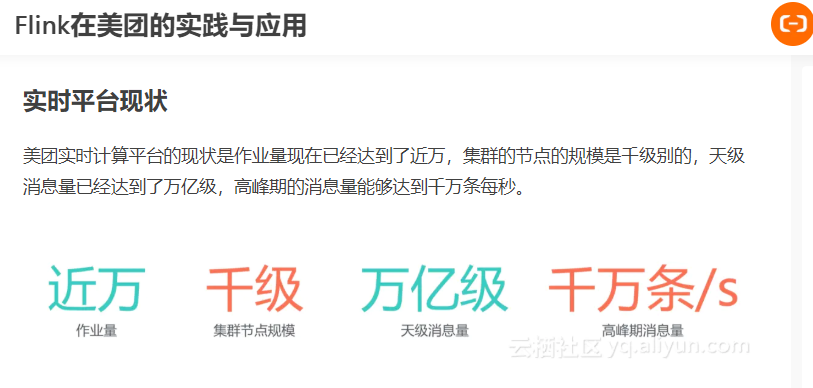 Flink在美团的实践与应用
实时平台现状
美团实时计算平台的现状是作业量现在已经达到了近万，集群的节点的规模是千级别的，天级
消息量已经达到了万亿级，高峰期的消息量能够达到千万条每秒。
近万 千级 万亿级 千万条/s
作业量 集群节点规模 天级消息量 高峰期消息量
云栖社区 yq.aliyun.com